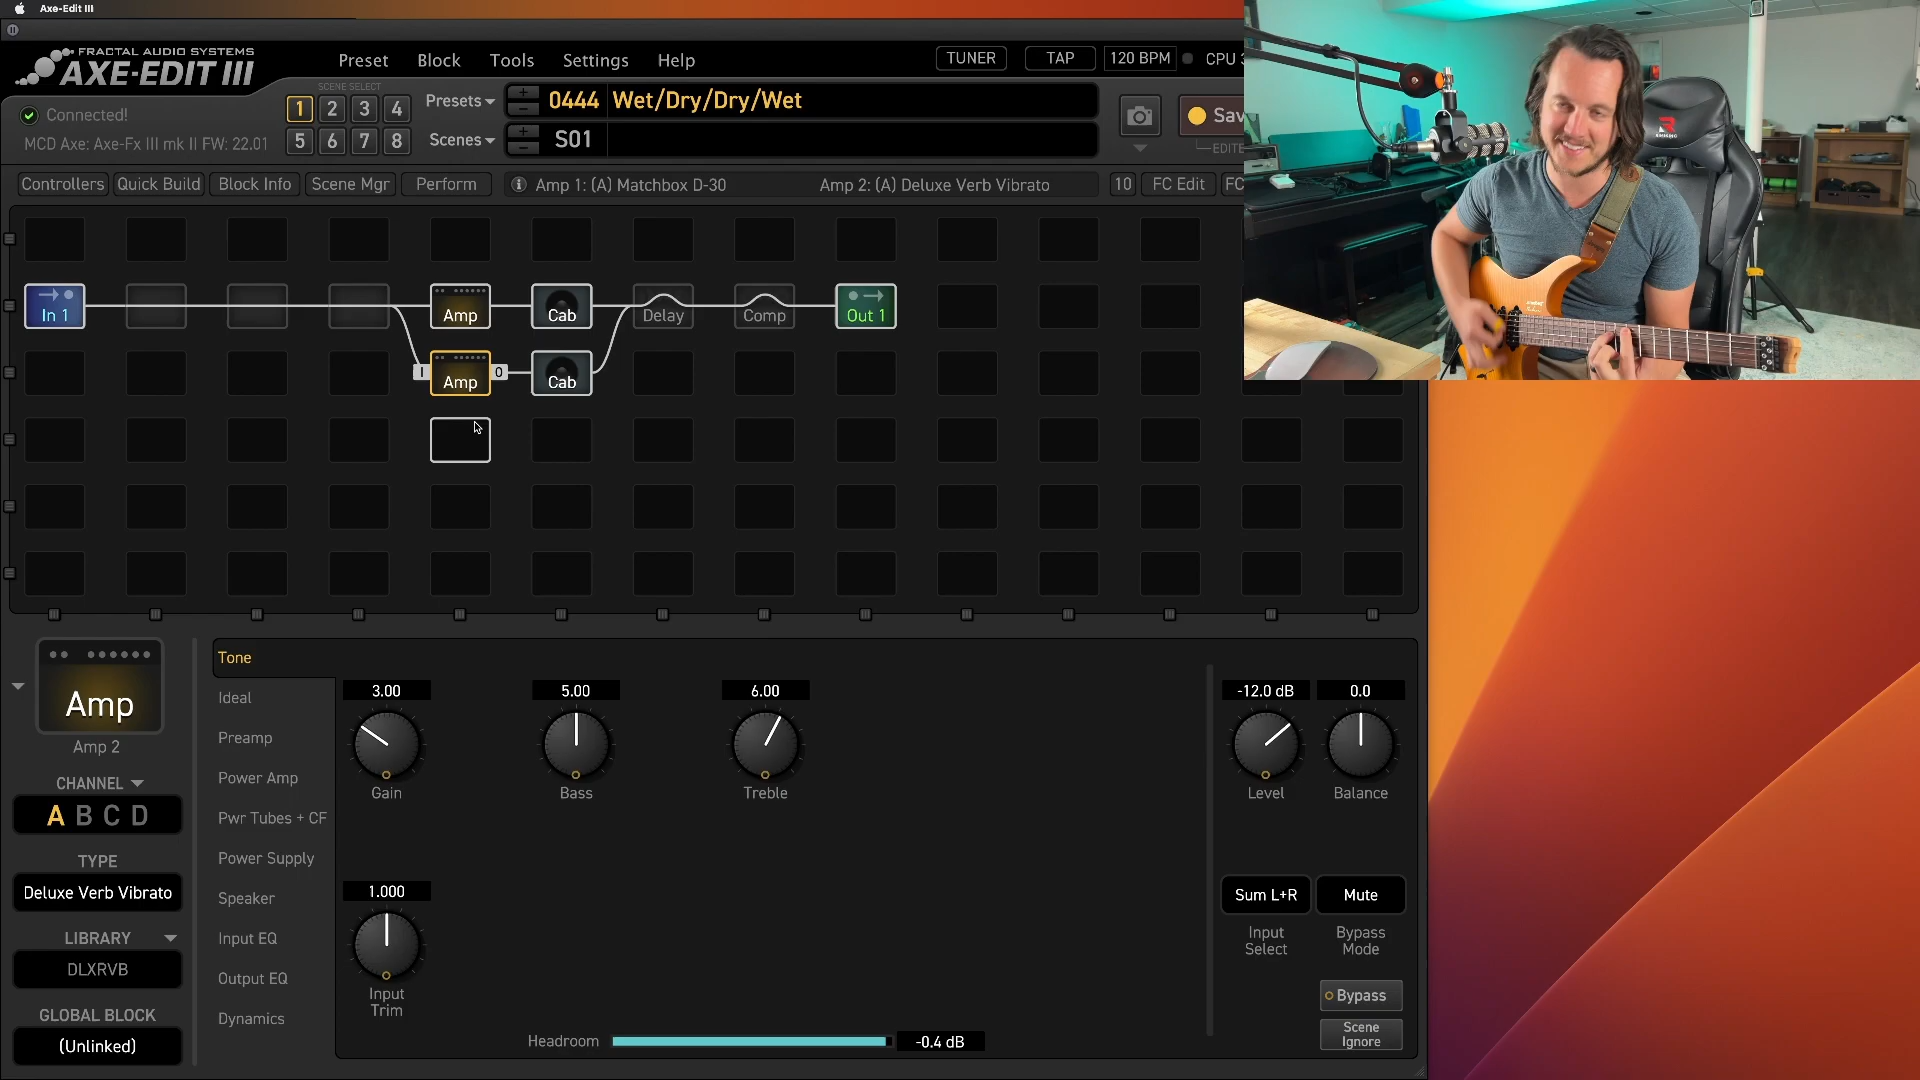 Axe-Edit III
FRACTAL AUDIO SYSTEMS
AXE-EDIT III
Preset Block Tools Settings Help
TUNER TAP 120 BPM CPU 3
SCENE SELECT
1 2 3 4
5 6 7 8
Connected!
MCD Axe: Axe-Fx III mk II FW: 22.01
Presets + - 0444 Wet/Dry/Dry/Wet
Scenes + - S01
Sav
EDITE
Controllers Quick Build Block Info Scene Mgr Perform
Amp 1: (A) Matchbox D-30 Amp 2: (A) Deluxe Verb Vibrato
10 FC Edit FC
In 1 Amp Cab Delay Comp Out 1
I Amp O Cab
Amp
Amp 2
CHANNEL
A B C D
TYPE
Deluxe Verb Vibrato
LIBRARY
DLXRVB
GLOBAL BLOCK
(Unlinked)
Tone
Ideal
Preamp
Power Amp
Pwr Tubes + CF
Power Supply
Speaker
Input EQ
Output EQ
Dynamics
3.00 5.00 6.00
Gain Bass Treble
1.000
Input
Trim
Headroom -0.4 dB
-12.0 dB 0.0
Level Balance
Sum L+R Mute
Input
Select
Bypass
Mode
Bypass
Scene
Ignore